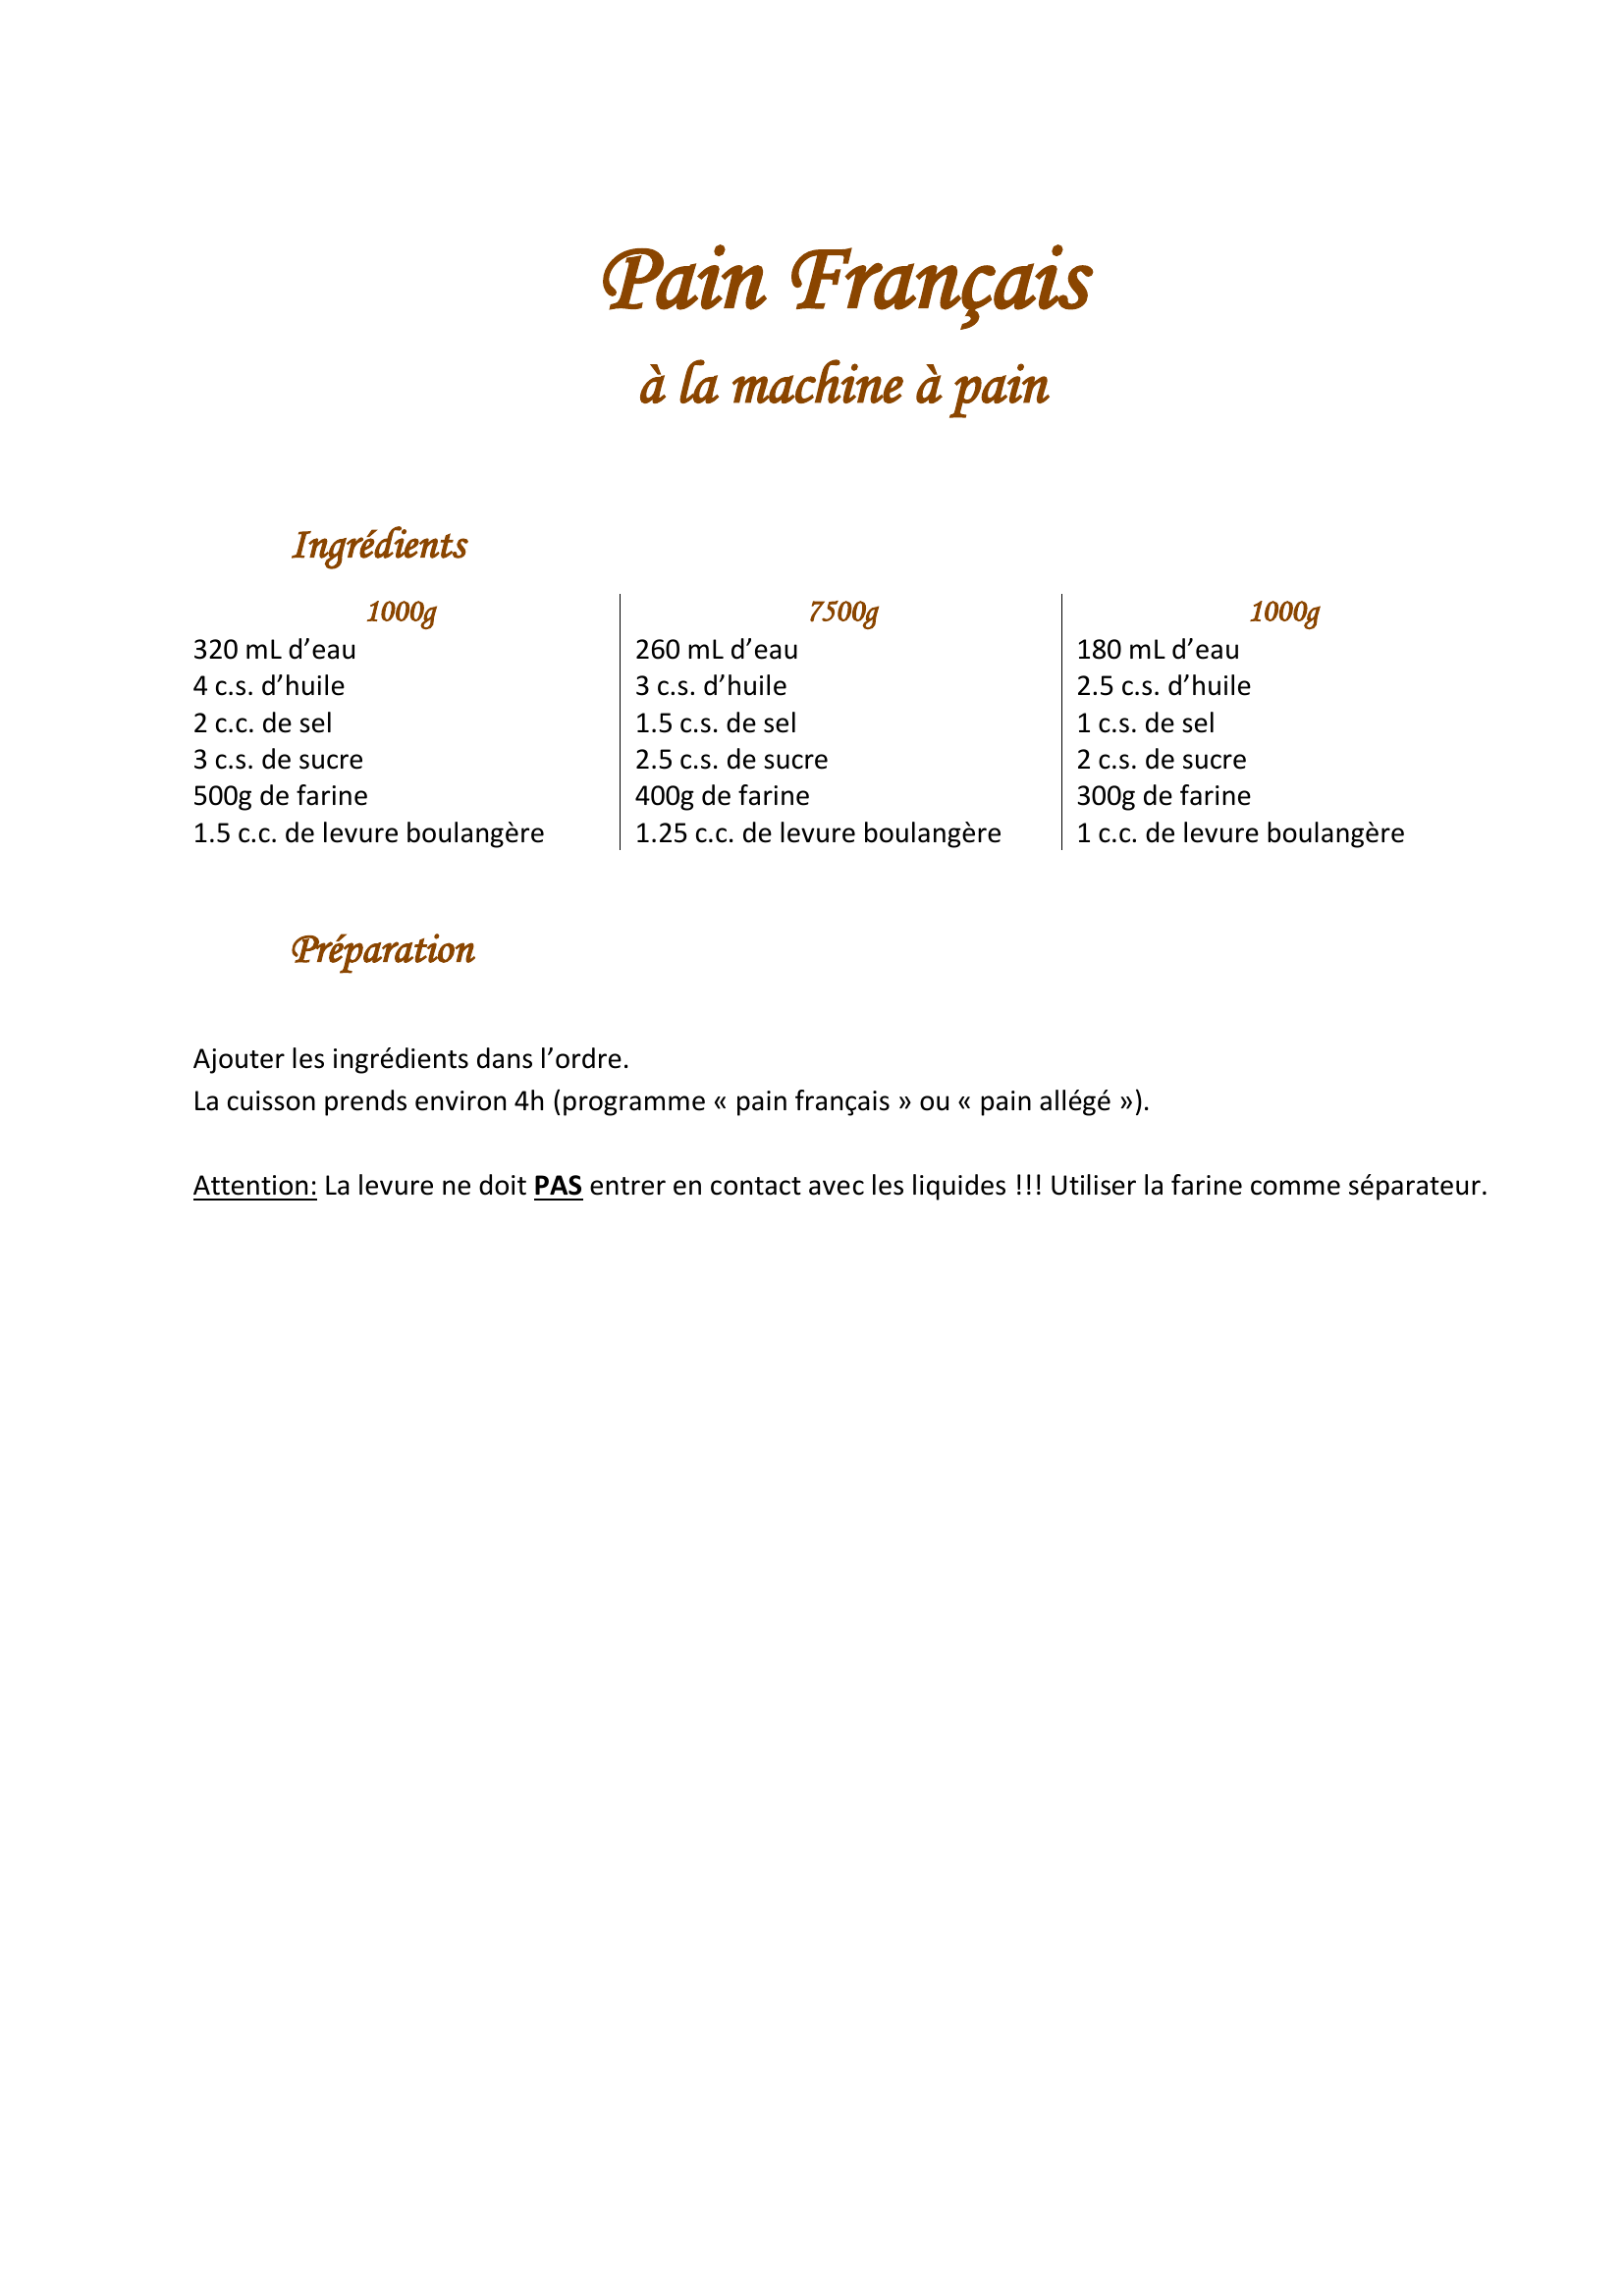 Pain Français
à la machine à pain
Ingrédients
1000g
320 mL d’eau
4 c.s. d’huile
2 c.c. de sel
3 c.s. de sucre
500g de farine
1.5 c.c. de levure boulangère
7500g
260 mL d’eau
3 c.s. d’huile
1.5 c.s. de sel
2.5 c.s. de sucre
400g de farine
1.25 c.c. de levure boulangère
1000g
180 mL d’eau
2.5 c.s. d’huile
1 c.s. de sel
2 c.s. de sucre
300g de farine
1 c.c. de levure boulangère
Préparation
Ajouter les ingrédients dans l’ordre.
La cuisson prends environ 4h (programme « pain français » ou « pain allégé »).
Attention: La levure ne doit PAS entrer en contact avec les liquides !!! Utiliser la farine comme séparateur.